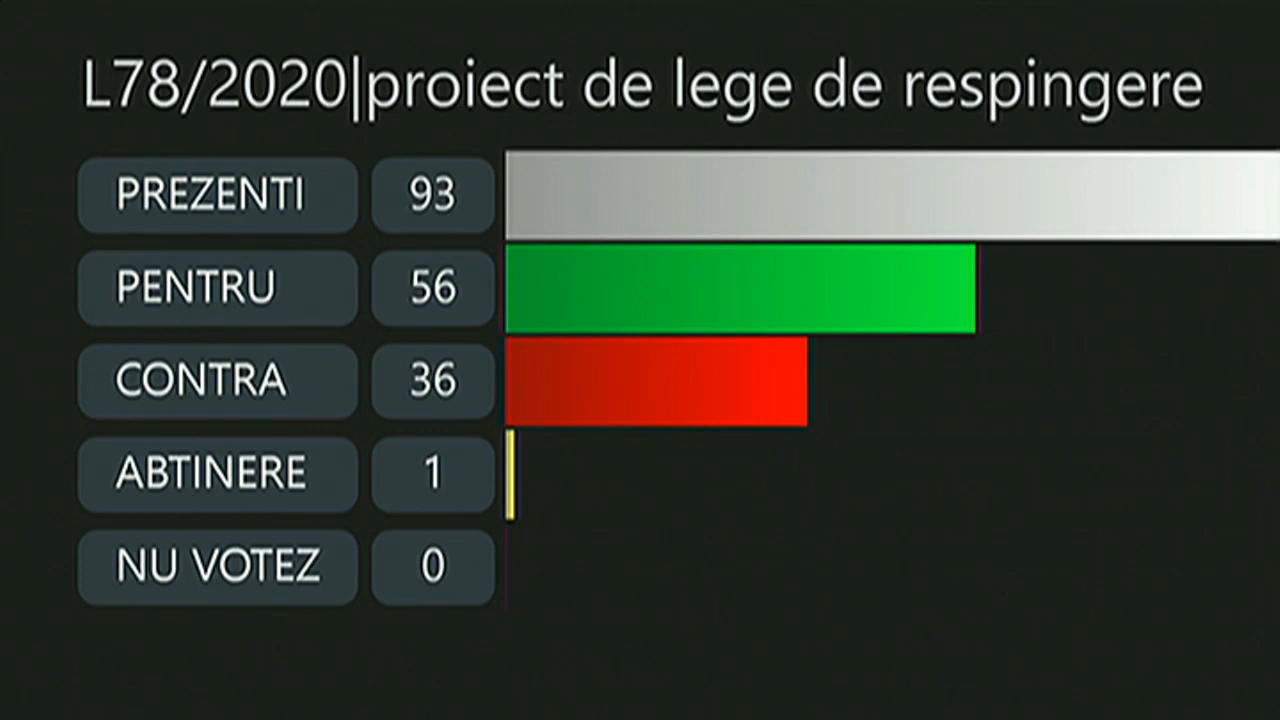 L78/2020|proiect de lege de respingere
PREZENTI 93
PENTRU 56
CONTRA 36
ABTINERE 1
NU VOTEZ 0